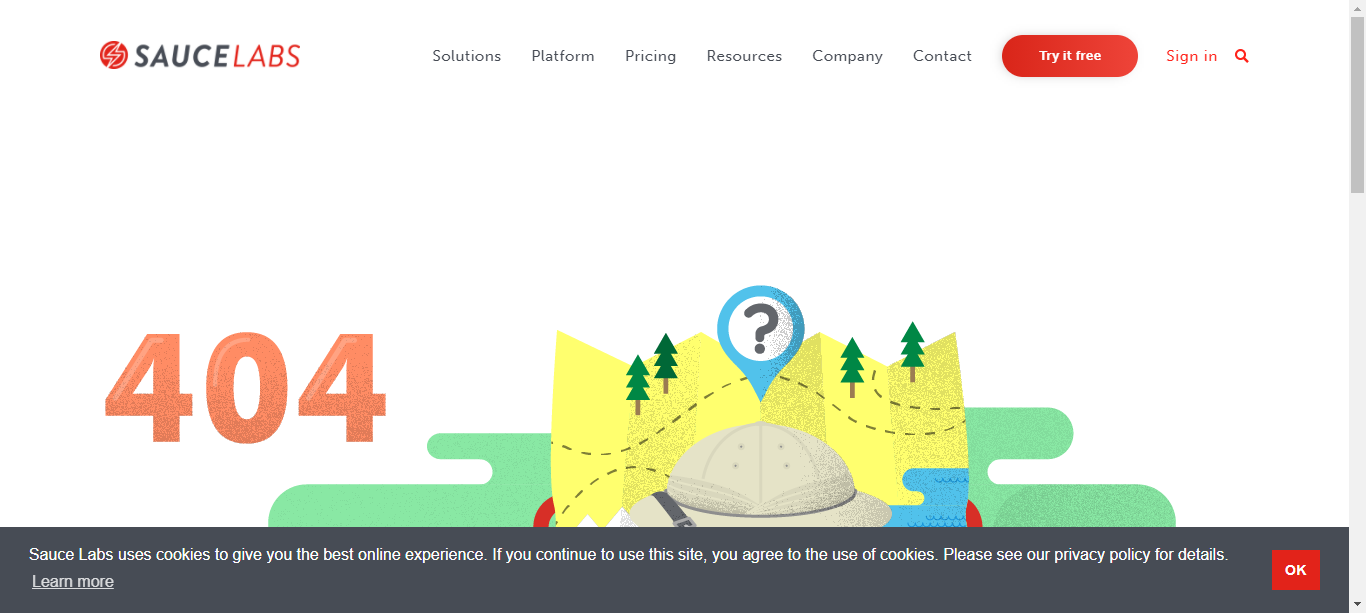 SAUCELABS
Solutions Platform Pricing Resources Company Contact Try it free Sign in
?
404
Sauce Labs uses cookies to give you the best online experience. If you continue to use this site, you agree to the use of cookies. Please see our privacy policy for details.
Learn more
OK